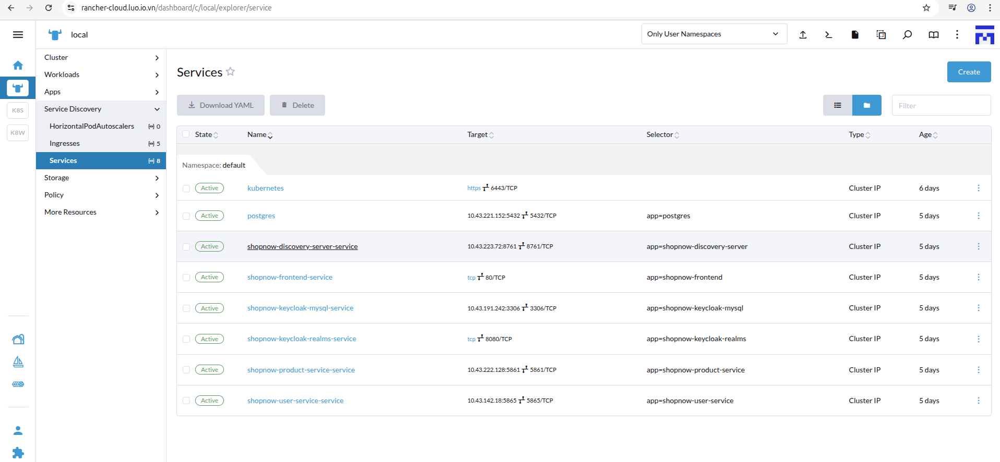 rancher-cloud.luo.io.vn/dashboard/c/local/explorer/service
local
Only User Namespaces
Cluster
Workloads
Apps
Service Discovery
HorizontalPodAutoscalers 0
Ingresses 5
Services 8
Storage
Policy
More Resources
K8S
K8W
Services
Create
Download YAML Delete
Filter
State Name Target Selector Type Age
Namespace: default
Active kubernetes https 6443/TCP Cluster IP 6 days
Active postgres 10.43.221.152:5432 5432/TCP app=postgres Cluster IP 5 days
Active shopnow-discovery-server-service 10.43.223.72:8761 8761/TCP app=shopnow-discovery-server Cluster IP 5 days
Active shopnow-frontend-service tcp 80/TCP app=shopnow-frontend Cluster IP 5 days
Active shopnow-keycloak-mysql-service 10.43.191.242:3306 3306/TCP app=shopnow-keycloak-mysql Cluster IP 5 days
Active shopnow-keycloak-realms-service tcp 8080/TCP app=shopnow-keycloak-realms Cluster IP 5 days
Active shopnow-product-service-service 10.43.222.128:5861 5861/TCP app=shopnow-product-service Cluster IP 5 days
Active shopnow-user-service-service 10.43.142.18:5865 5865/TCP app=shopnow-user-service Cluster IP 5 days